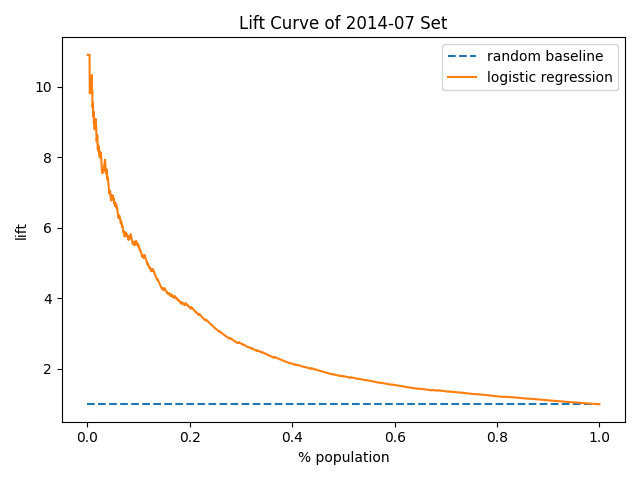 Lift Curve of 2014-07 Set
random baseline
logistic regression
lift
10
8
6
4
2
0.0 0.2 0.4 0.6 0.8 1.0
% population